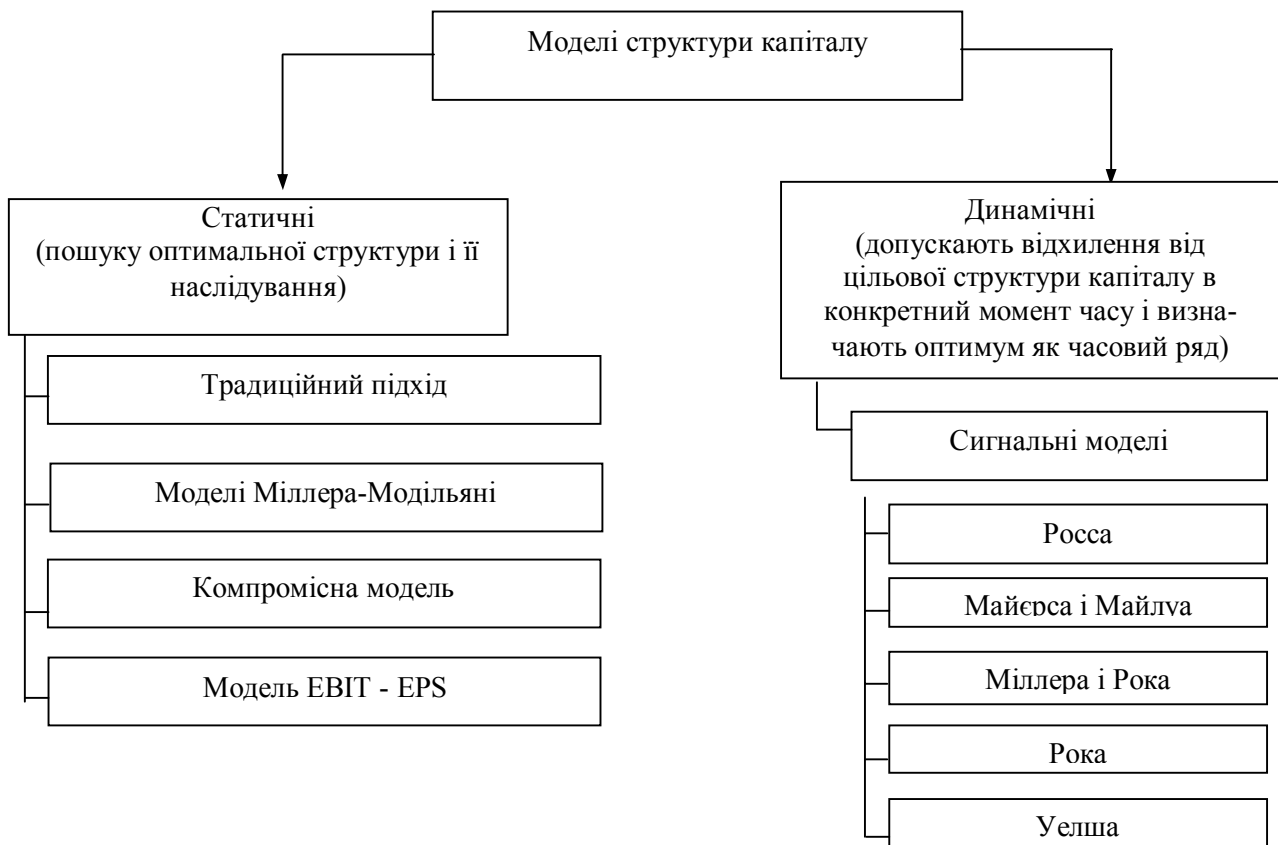 Моделі структури капіталу
Статичні
(пошуку оптимальної структури і її
наслідування)
Традиційний підхід
Моделі Міллера-Модільяні
Компромісна модель
Модель EBIT - EPS
Динамічні
(допускають відхилення від
цільової структури капіталу в
конкретний момент часу і визна-
чають оптимум як часовий ряд)
Сигнальні моделі
Росса
Майєрса і Майлуа
Міллера і Рока
Рока
Уелша